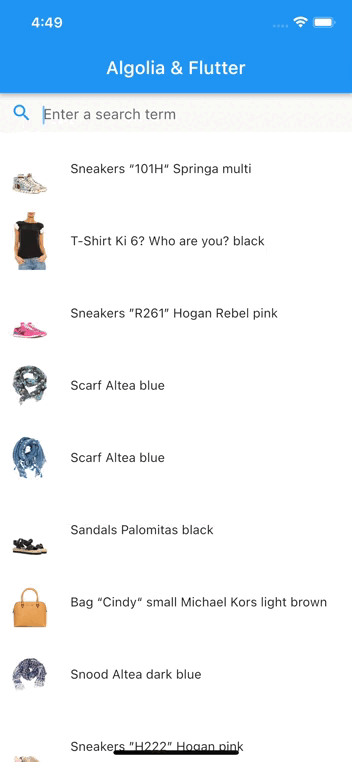 4:49
Algolia & Flutter
Enter a search term
Sneakers “101H“ Springa multi
T-Shirt Ki 6? Who are you? black
Sneakers ”R261” Hogan Rebel pink
Scarf Altea blue
Scarf Altea blue
Sandals Palomitas black
Bag “Cindy“ small Michael Kors light brown
Snood Altea dark blue
Sneakers ”H222” Hogan pink